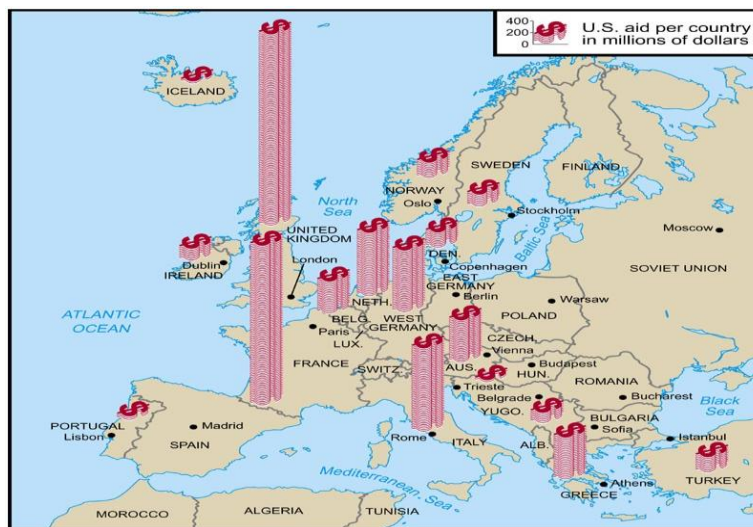 400
200
0
U.S. aid per country
in millions of dollars
ICELAND
SWEDEN
FINLAND
NORWAY
Oslo
North
Sea
Stockholm
Baltic Sea
Moscow
UNITED
KINGDOM
DEN.
Copenhagen
SOVIET UNION
Dublin
IRELAND
London
EAST
GERMANY
Berlin
NETH.
Warsaw
POLAND
ATLANTIC
OCEAN
BELG.
WEST
GERMANY
Paris
LUX.
CZECH.
Vienna
FRANCE
SWITZ.
AUS.
Budapest
HUN.
Trieste
ROMANIA
Belgrade
Bucharest
Black
Sea
YUGO.
PORTUGAL
Lisbon
Madrid
SPAIN
BULGARIA
Sofia
Rome
ITALY
ALB.
Istanbul
TURKEY
Mediterranean Sea
Athens
GREECE
MOROCCO
ALGERIA
TUNISIA